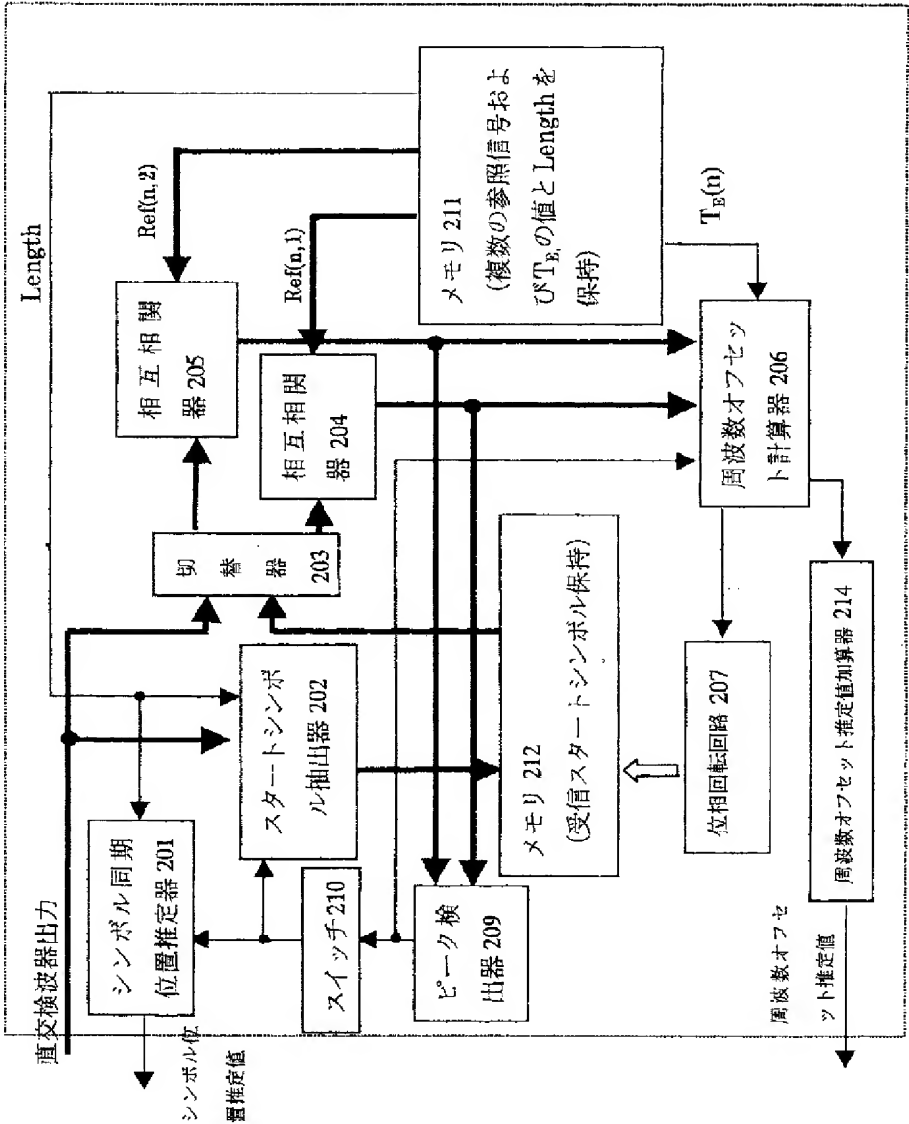 Length
Ref(n,2)
Ref(n,1)
T_E(n)
メモリ 211
(複数の参照信号およ
びT_Eの値とLengthを
保持)
相互相関
器 205
相互相関
器 204
切
替
器
203
周波数オフセッ
ト計算器 206
直交検波器出力
シンボル同期
位置推定器 201
スタートシンボ
ル抽出器 202
スイッチ210
ピーク検
出器 209
メモリ 212
(受信スタートシンボル保持)
位相回転回路 207
周波数オフセット推定値加算器 214
シンボル位
置推定値
周波数オフセ
ット推定値